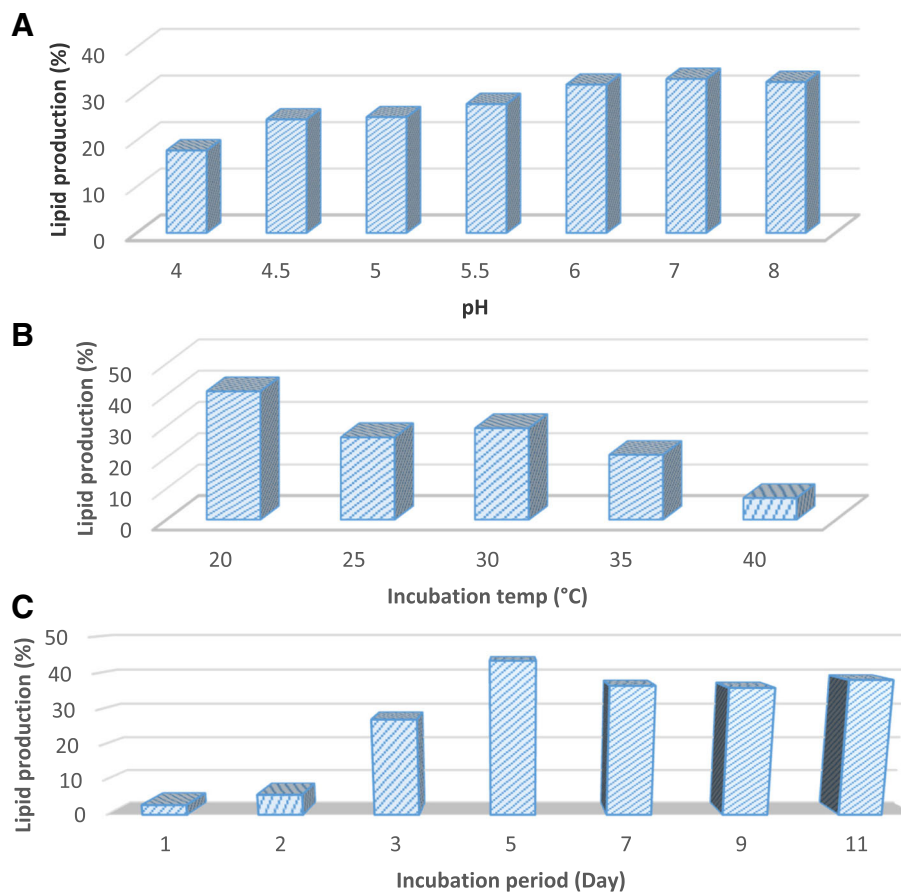 A
Lipid production (%)
40
30
20
10
0
4 4.5 5 5.5 6 7 8
pH
B
Lipid production (%)
50
40
30
20
10
0
20 25 30 35 40
Incubation temp (°C)
C
Lipid production (%)
50
40
30
20
10
0
1 2 3 5 7 9 11
Incubation period (Day)